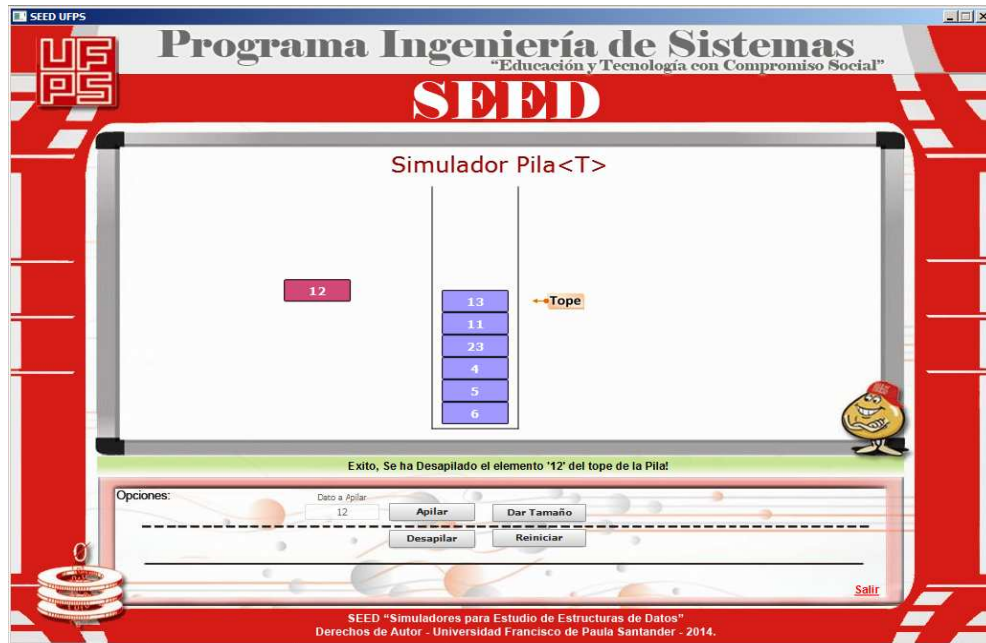 SEED UFPS
UFPS
Programa Ingeniería de Sistemas
“Educación y Tecnología con Compromiso Social”
SEED
Simulador Pila<T>
12
13
Tope
11
23
4
5
6
Exito, Se ha Desapilado el elemento '12' del tope de la Pila!
Opciones:
Dato a Apilar
12
Apilar
Dar Tamaño
Desapilar
Reiniciar
Salir
SEED “Simuladores para Estudio de Estructuras de Datos”
Derechos de Autor - Universidad Francisco de Paula Santander - 2014.